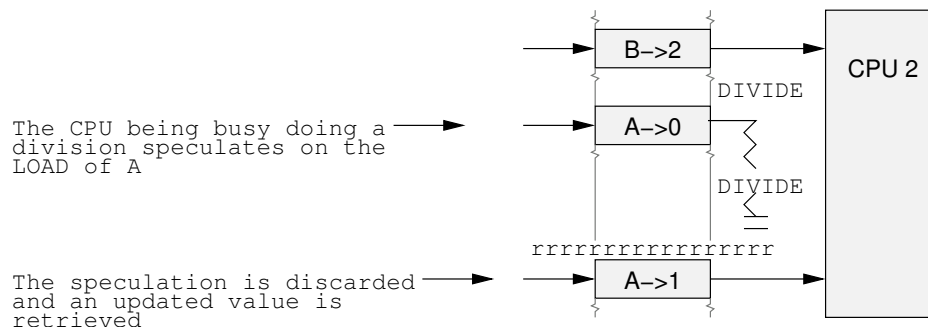 B->2
CPU 2
DIVIDE
The CPU being busy doing a
division speculates on the
LOAD of A
A->0
DIVIDE
rrrrrrrrrrrrrrrrr
The speculation is discarded
and an updated value is
retrieved
A->1